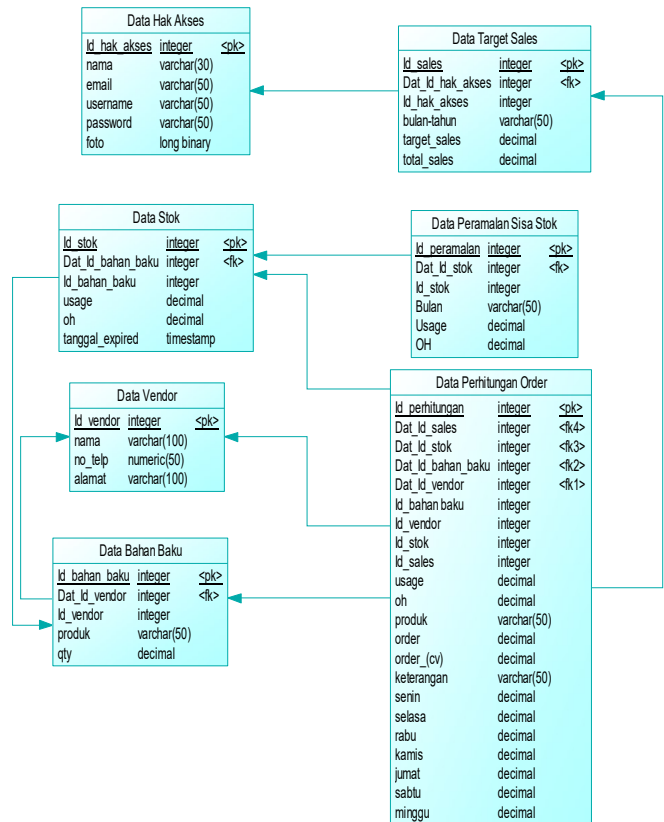 Data Hak Akses
Id_hak_akses integer <pk>
nama varchar(30)
email varchar(50)
username varchar(50)
password varchar(50)
foto long binary
Data Target Sales
Id_sales integer <pk>
Dat_Id_hak_akses integer <fk>
Id_hak_akses integer
bulan-tahun varchar(50)
target_sales decimal
total_sales decimal
Data Stok
Id_stok integer <pk>
Dat_Id_bahan_baku integer <fk>
Id_bahan_baku integer
usage decimal
oh decimal
tanggal_expired timestamp
Data Peramalan Sisa Stok
Id_peramalan integer <pk>
Dat_Id_stok integer <fk>
Id_stok integer
Bulan varchar(50)
Usage decimal
OH decimal
Data Vendor
Id_vendor integer <pk>
nama varchar(100)
no_telp numeric(50)
alamat varchar(100)
Data Perhitungan Order
Id_perhitungan integer <pk>
Dat_Id_sales integer <fk4>
Dat_Id_stok integer <fk3>
Dat_Id_bahan_baku integer <fk2>
Dat_Id_vendor integer <fk1>
Id_bahan baku integer
Id_vendor integer
Id_stok integer
Id_sales integer
usage decimal
oh decimal
produk varchar(50)
order decimal
order_(cv) decimal
keterangan varchar(50)
senin decimal
selasa decimal
rabu decimal
kamis decimal
jumat decimal
sabtu decimal
minggu decimal
Data Bahan Baku
Id_bahan_baku integer <pk>
Dat_Id_vendor integer <fk>
Id_vendor integer
produk varchar(50)
qty decimal